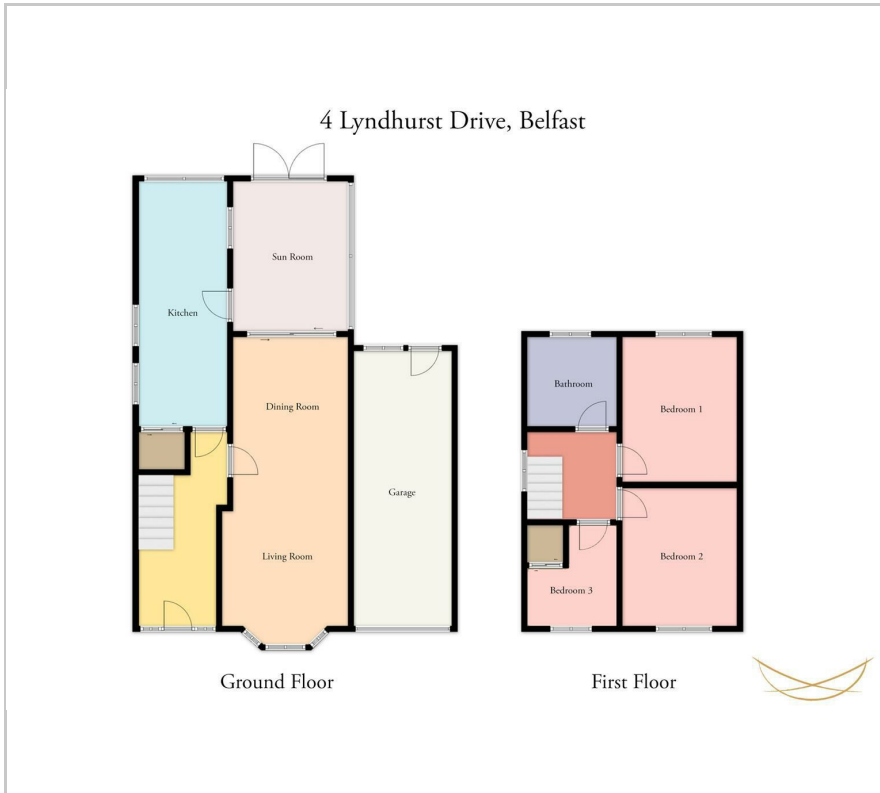 4 Lyndhurst Drive, Belfast
Sun Room
Kitchen
Dining Room
Living Room
Garage
Bathroom
Bedroom 1
Bedroom 2
Bedroom 3
Ground Floor
First Floor